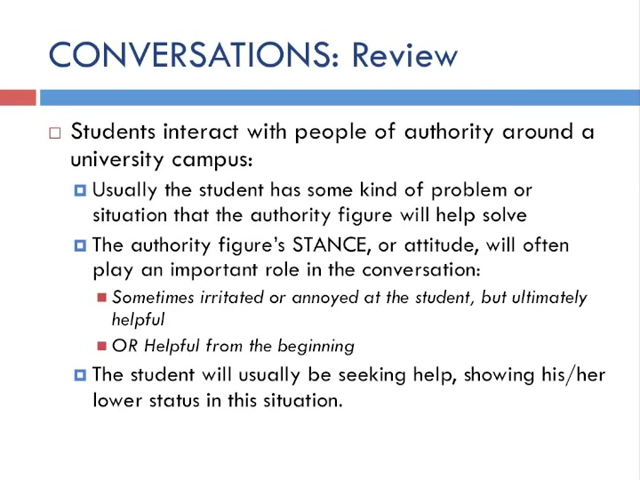 CONVERSATIONS: Review
Students interact with people of authority around a
university campus:
Usually the student has some kind of problem or
situation that the authority figure will help solve
The authority figure's STANCE, or attitude, will often
play an important role in the conversation:
Sometimes irritated or annoyed at the student, but ultimately
helpful
OR Helpful from the beginning
The student will usually be seeking help, showing his/her
lower status in this situation.